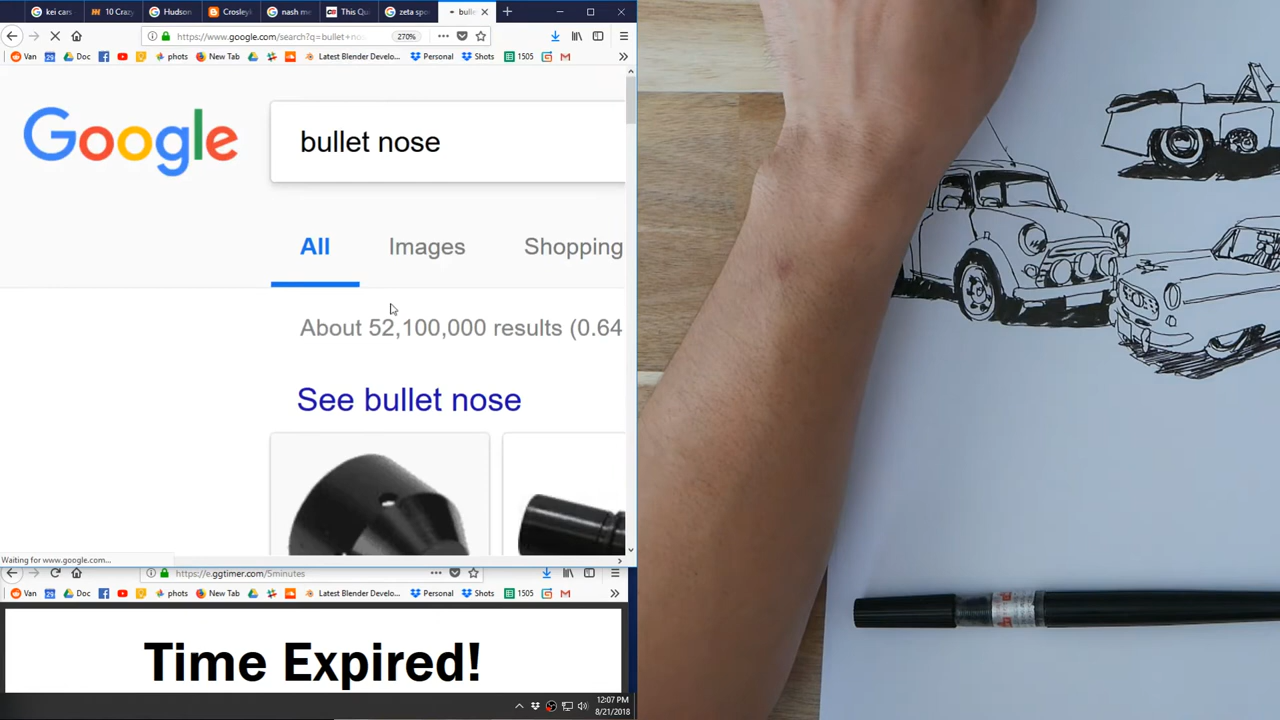 kei cars
10 Crazy
Hudson
Crosley
nash m
This Qu
zeta spo
bulle
https://www.google.com/search?q=bullet+no
270%
Van
Doc
phots
New Tab
Latest Blender Develo...
Personal
Shots
1505
Google
bullet nose
All
Images
Shopping
About 52,100,000 results (0.64
See bullet nose
Waiting for www.google.com...
https://e.ggtimer.com/5minutes
Van
Doc
phots
New Tab
Latest Blender Develo...
Personal
Shots
1505
Time Expired!
12:07 PM
8/21/2018